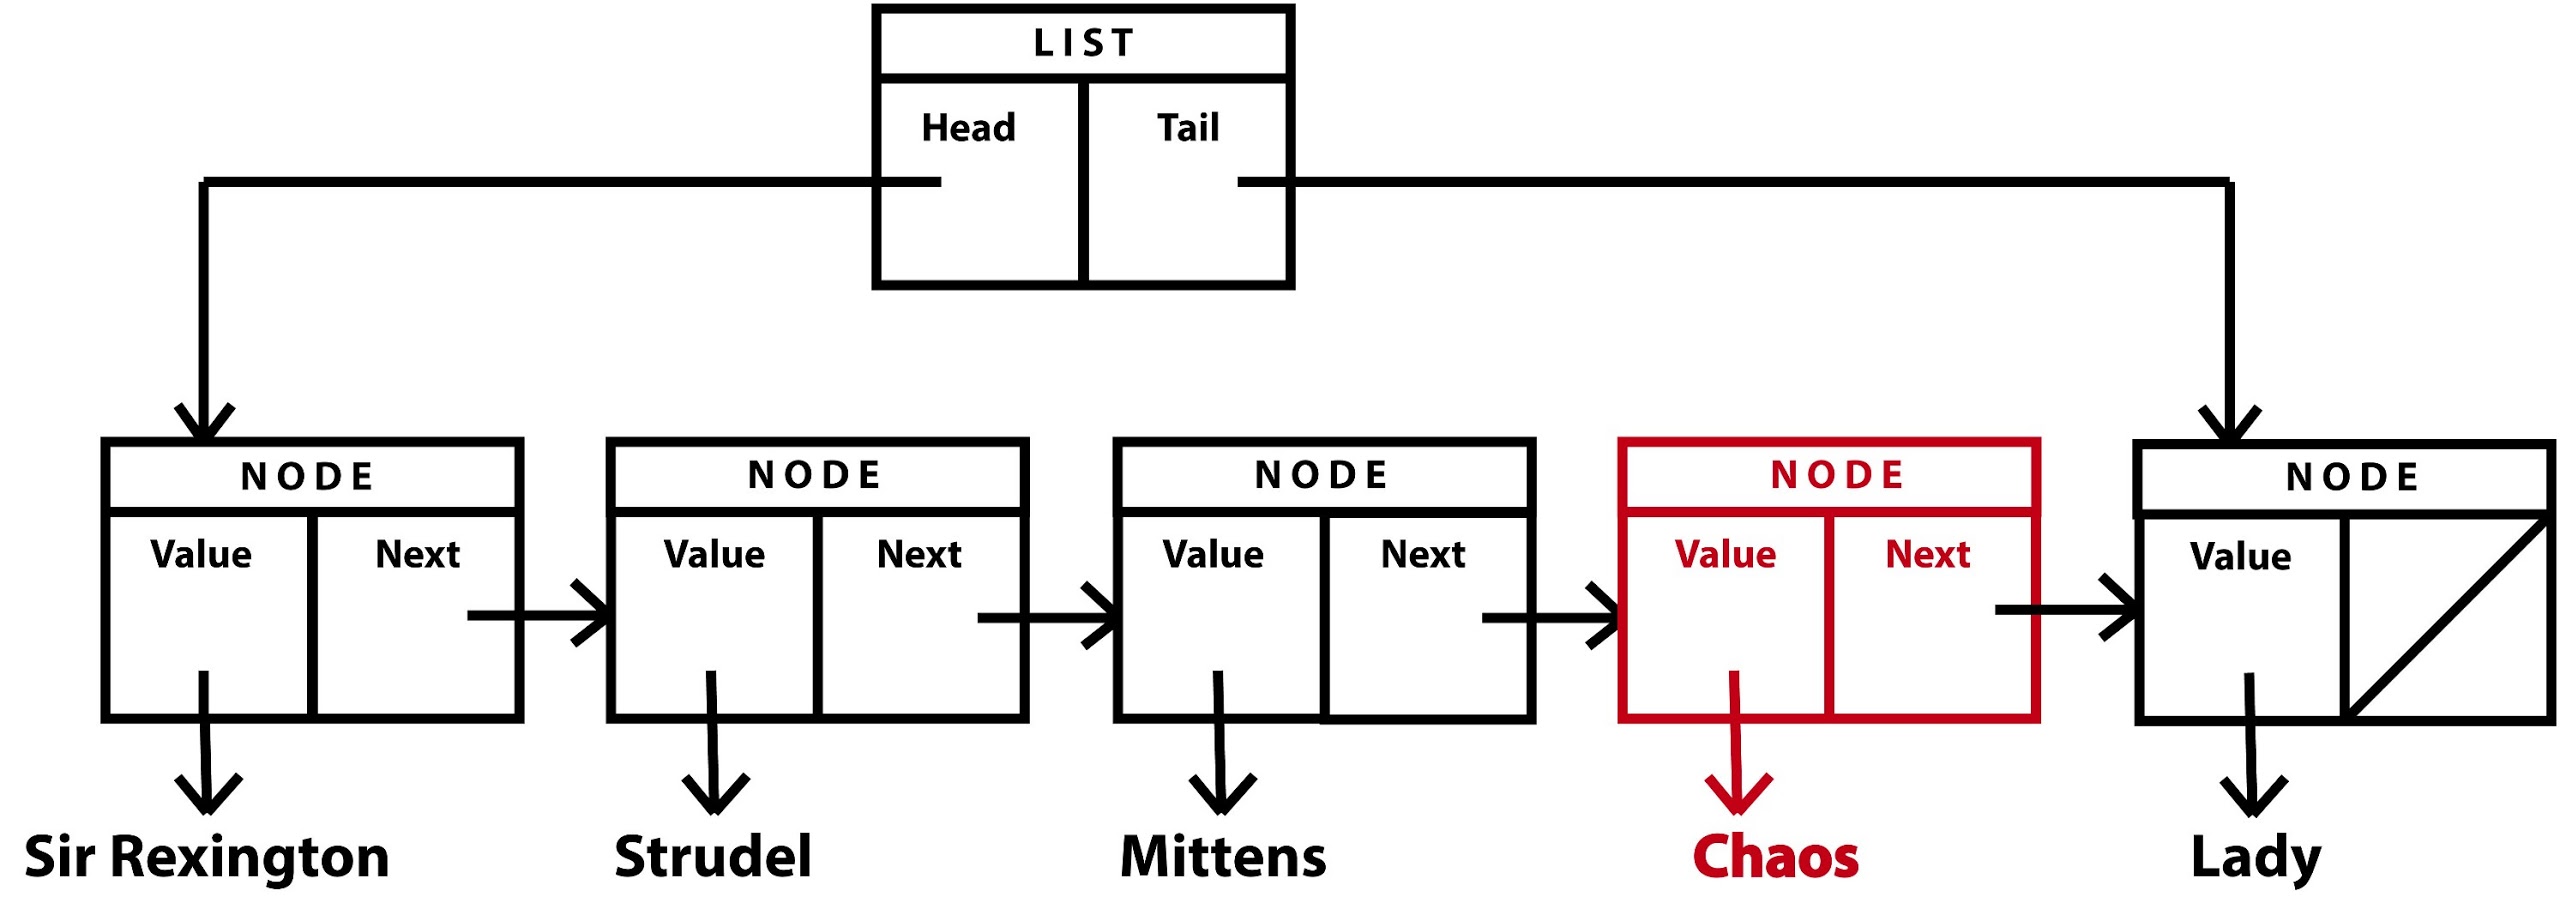 LIST
Head Tail
NODE NODE NODE NODE NODE
Value Next Value Next Value Next Value Next Value
Sir Rexington Strudel Mittens Chaos Lady